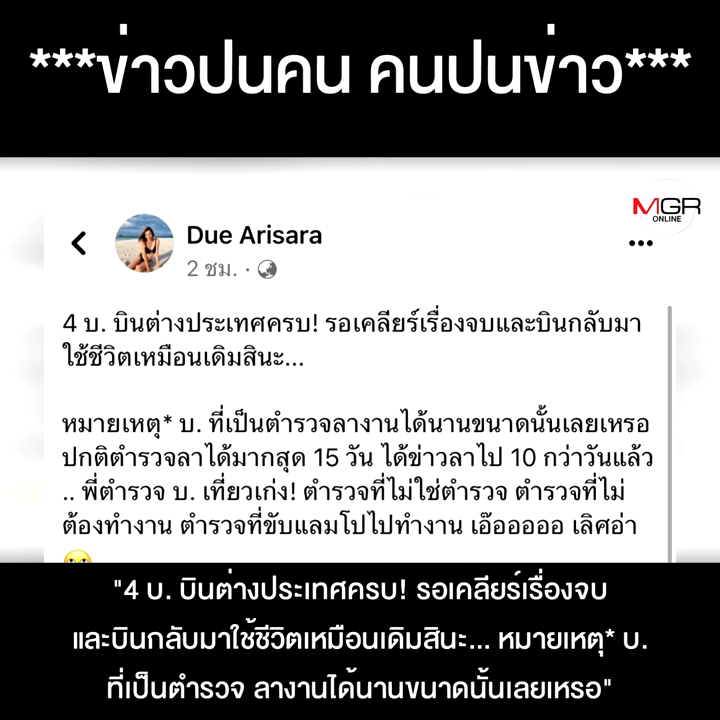 ***ข่าวปนคน คนปนข่าว***
MGR
ONLINE
Due Arisara
2 ชม.
4 บ. บินต่างประเทศครบ! รอเคลียร์เรื่องจบและบินกลับมา
ใช้ชีวิตเหมือนเดิมสินะ...
หมายเหตุ* บ. ที่เป็นตำรวจลางานได้นานขนาดนั้นเลยเหรอ
ปกติตำรวจลาได้มากสุด 15 วัน ได้ข่าวลาไป 10 กว่าวันแล้ว
.. พี่ตำรวจ บ. เที่ยวเก่ง! ตำรวจที่ไม่ใช่ตำรวจ ตำรวจที่ไม่
ต้องทำงาน ตำรวจที่ขับแลมโบไปทำงาน เอ๊ออออออ เลิศอ่า
"4 บ. บินต่างประเทศครบ! รอเคลียร์เรื่องจบ
และบินกลับมาใช้ชีวิตเหมือนเดิมสินะ... หมายเหตุ* บ.
ที่เป็นตำรวจ ลางานได้นานขนาดนั้นเลยเหรอ"